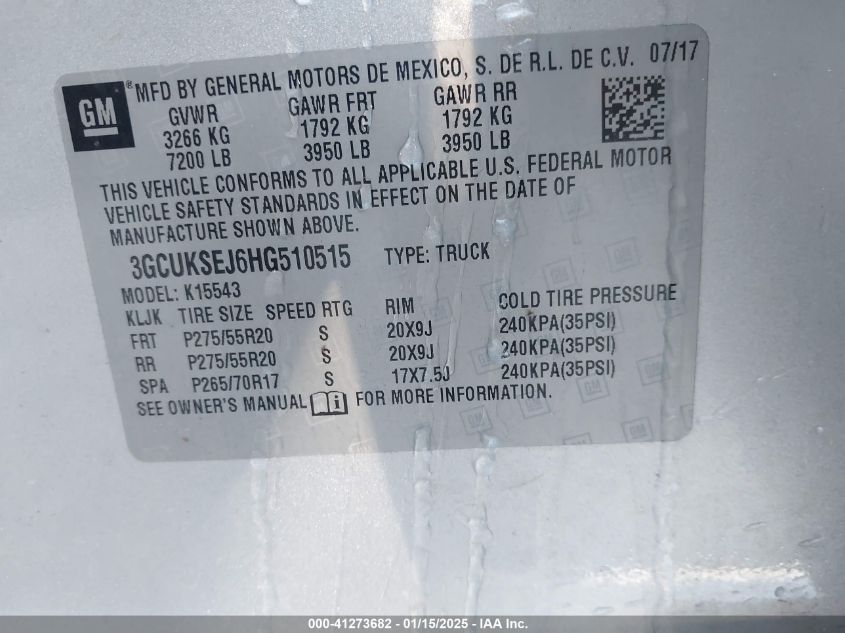 GM
®MFD BY GENERAL MOTORS DE MEXICO, S. DE R.L. DE C.V. 07/17
GVWR GAWR FRT GAWR RR
3266 KG 1792 KG 1792 KG
7200 LB 3950 LB 3950 LB
THIS VEHICLE CONFORMS TO ALL APPLICABLE U.S. FEDERAL MOTOR
VEHICLE SAFETY STANDARDS IN EFFECT ON THE DATE OF
MANUFACTURE SHOWN ABOVE.
3GCUKSEJ6HG510515 TYPE: TRUCK
MODEL: K15543
KLJK TIRE SIZE SPEED RTG RIM COLD TIRE PRESSURE
FRT P275/55R20 S 20X9J 240KPA(35PSI)
RR P275/55R20 S 20X9J 240KPA(35PSI)
SPA P265/70R17 S 17X7.5J 240KPA(35PSI)
SEE OWNER'S MANUAL i FOR MORE INFORMATION.
000-41273682 - 01/15/2025 - IAA Inc.